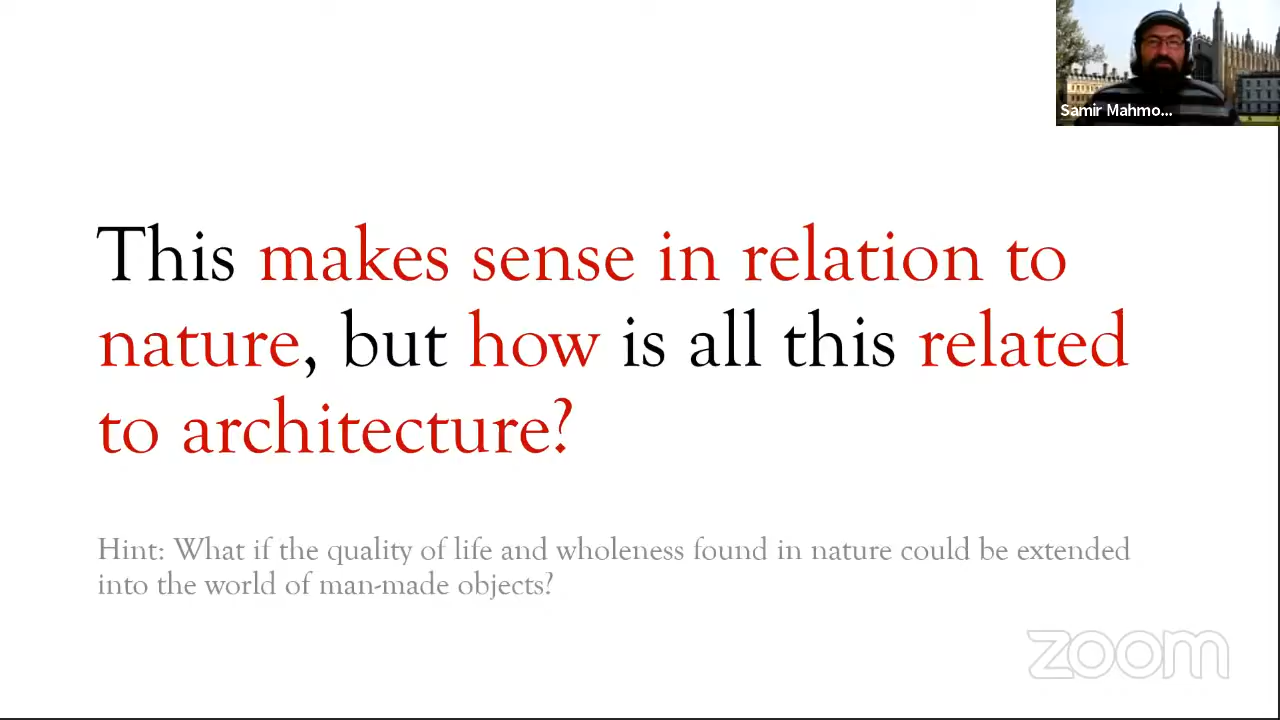 Samir Mahmo...
This makes sense in relation to
nature, but how is all this related
to architecture?
Hint: What if the quality of life and wholeness found in nature could be extended
into the world of man-made objects?
zoom